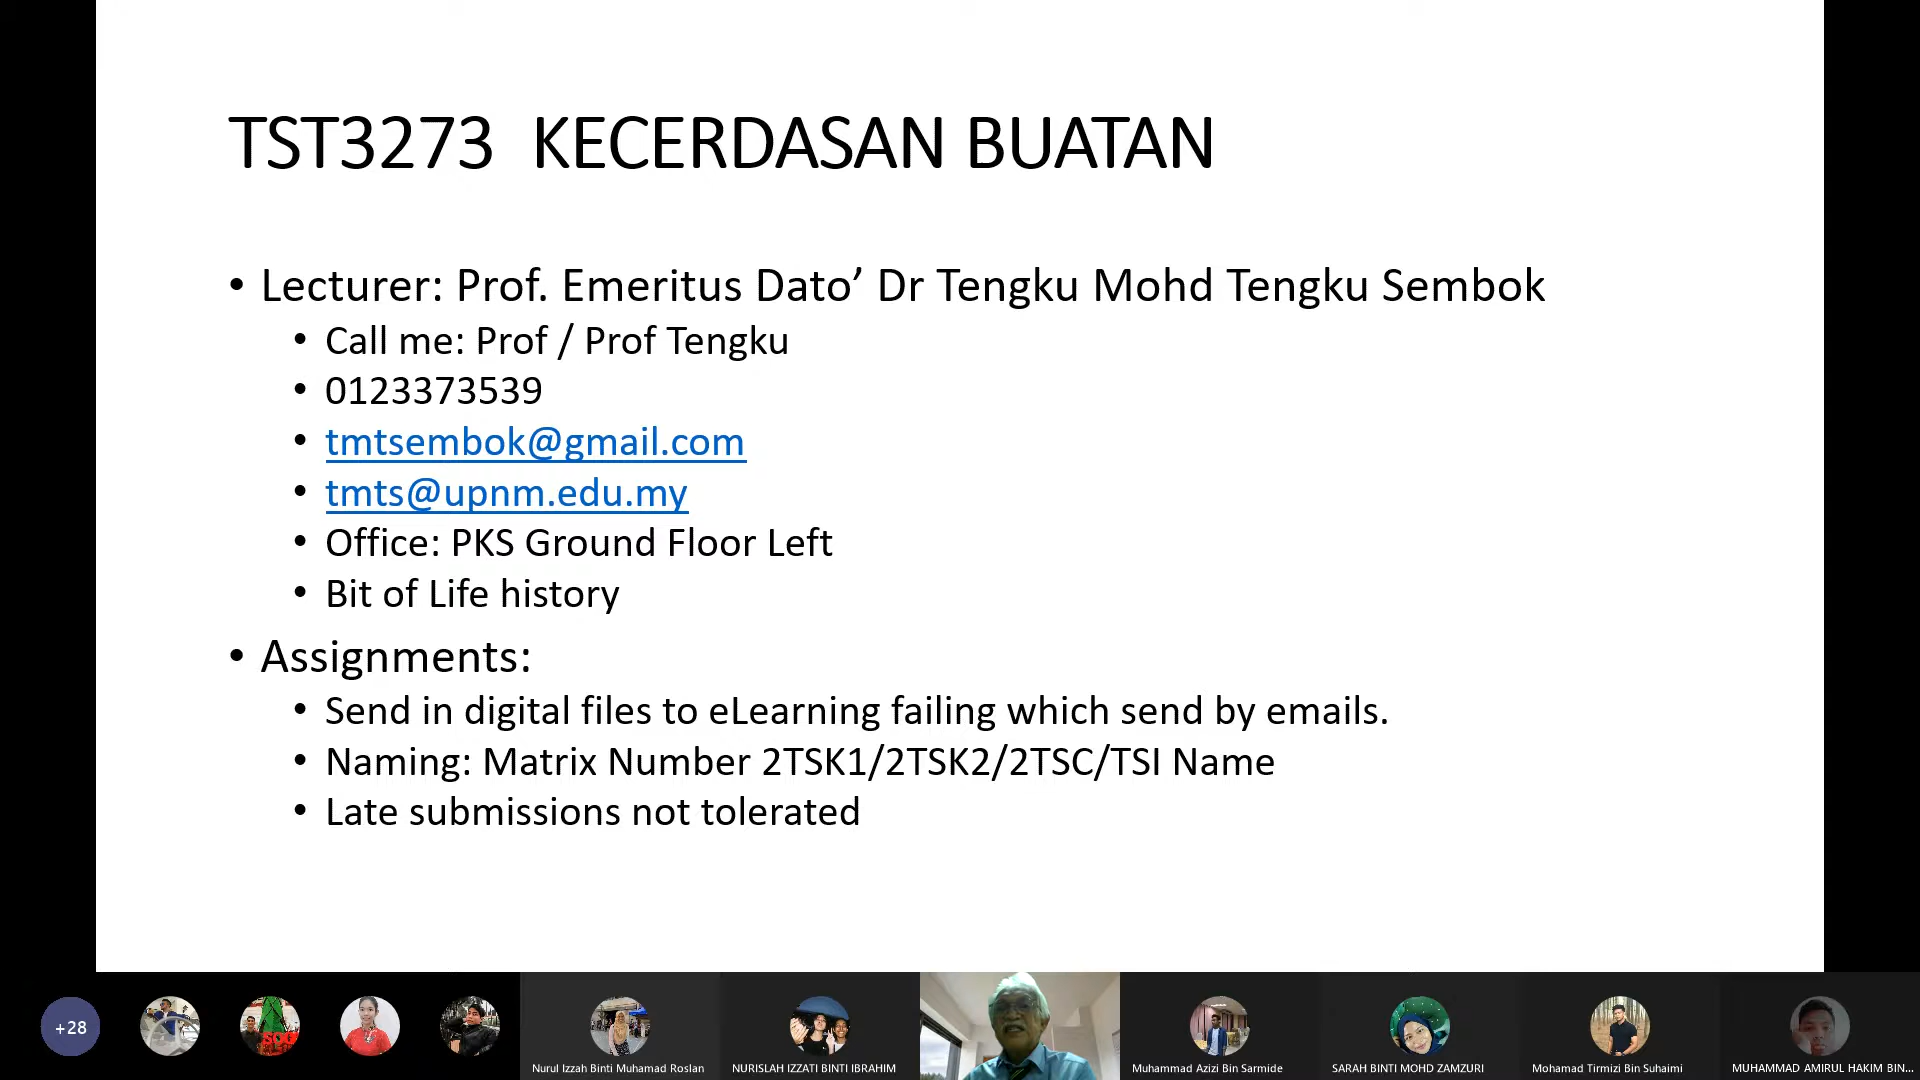 TST3273 KECERDASAN BUATAN
• Lecturer: Prof. Emeritus Dato’ Dr Tengku Mohd Tengku Sembok
• Call me: Prof / Prof Tengku
• 0123373539
• tmtsembok@gmail.com
• tmts@upnm.edu.my
• Office: PKS Ground Floor Left
• Bit of Life history
• Assignments:
• Send in digital files to eLearning failing which send by emails.
• Naming: Matrix Number 2TSK1/2TSK2/2TSC/TSI Name
• Late submissions not tolerated
+28
Nurul Izzah Binti Muhamad Roslan
NURISLAH IZZATI BINTI IBRAHIM
Muhammad Azizi Bin Sarmide
SARAH BINTI MOHD ZAMZURI
Mohamad Tirmizi Bin Suhaimi
MUHAMMAD AMIRUL HAKIM BIN...